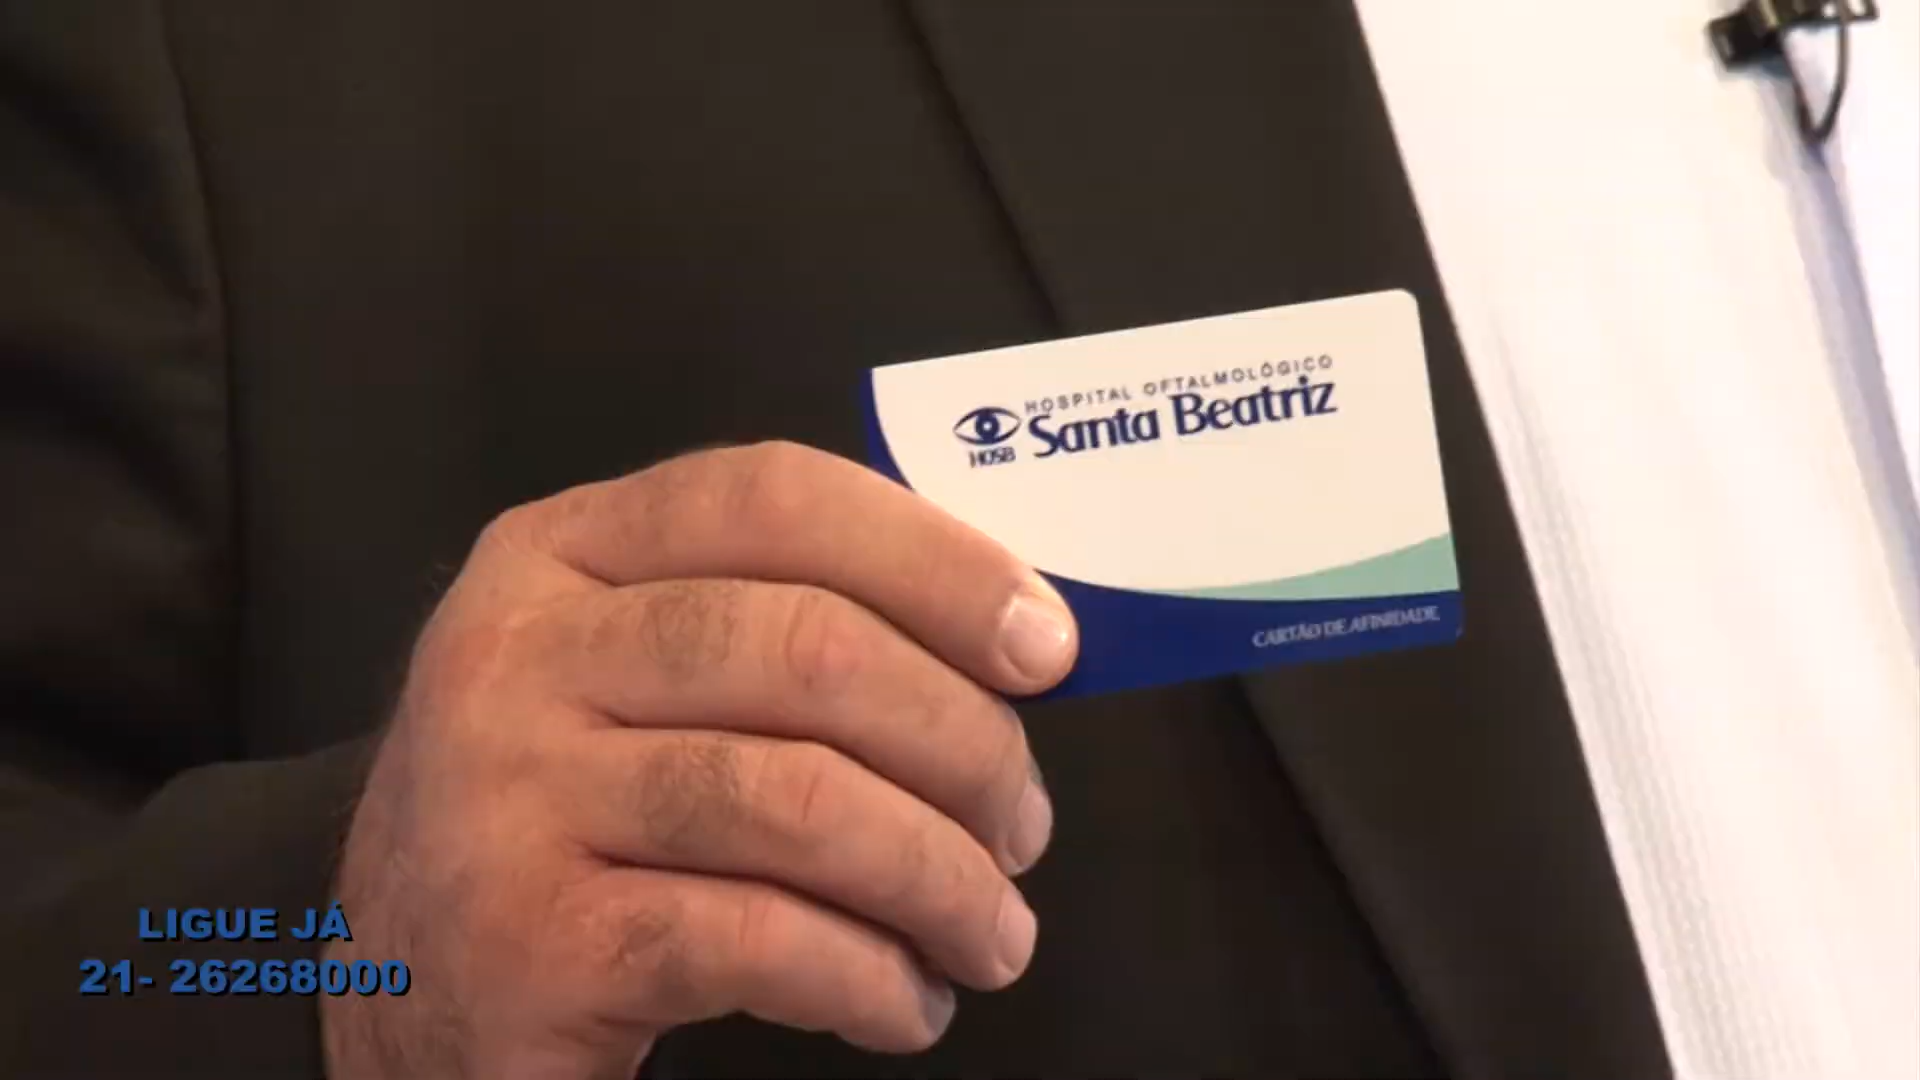 HOSPITAL OFTALMOLÓGICO
Santa Beatriz
HOSB
CARTÃO DE AFINIDADE
LIGUE JÁ
21- 26268000